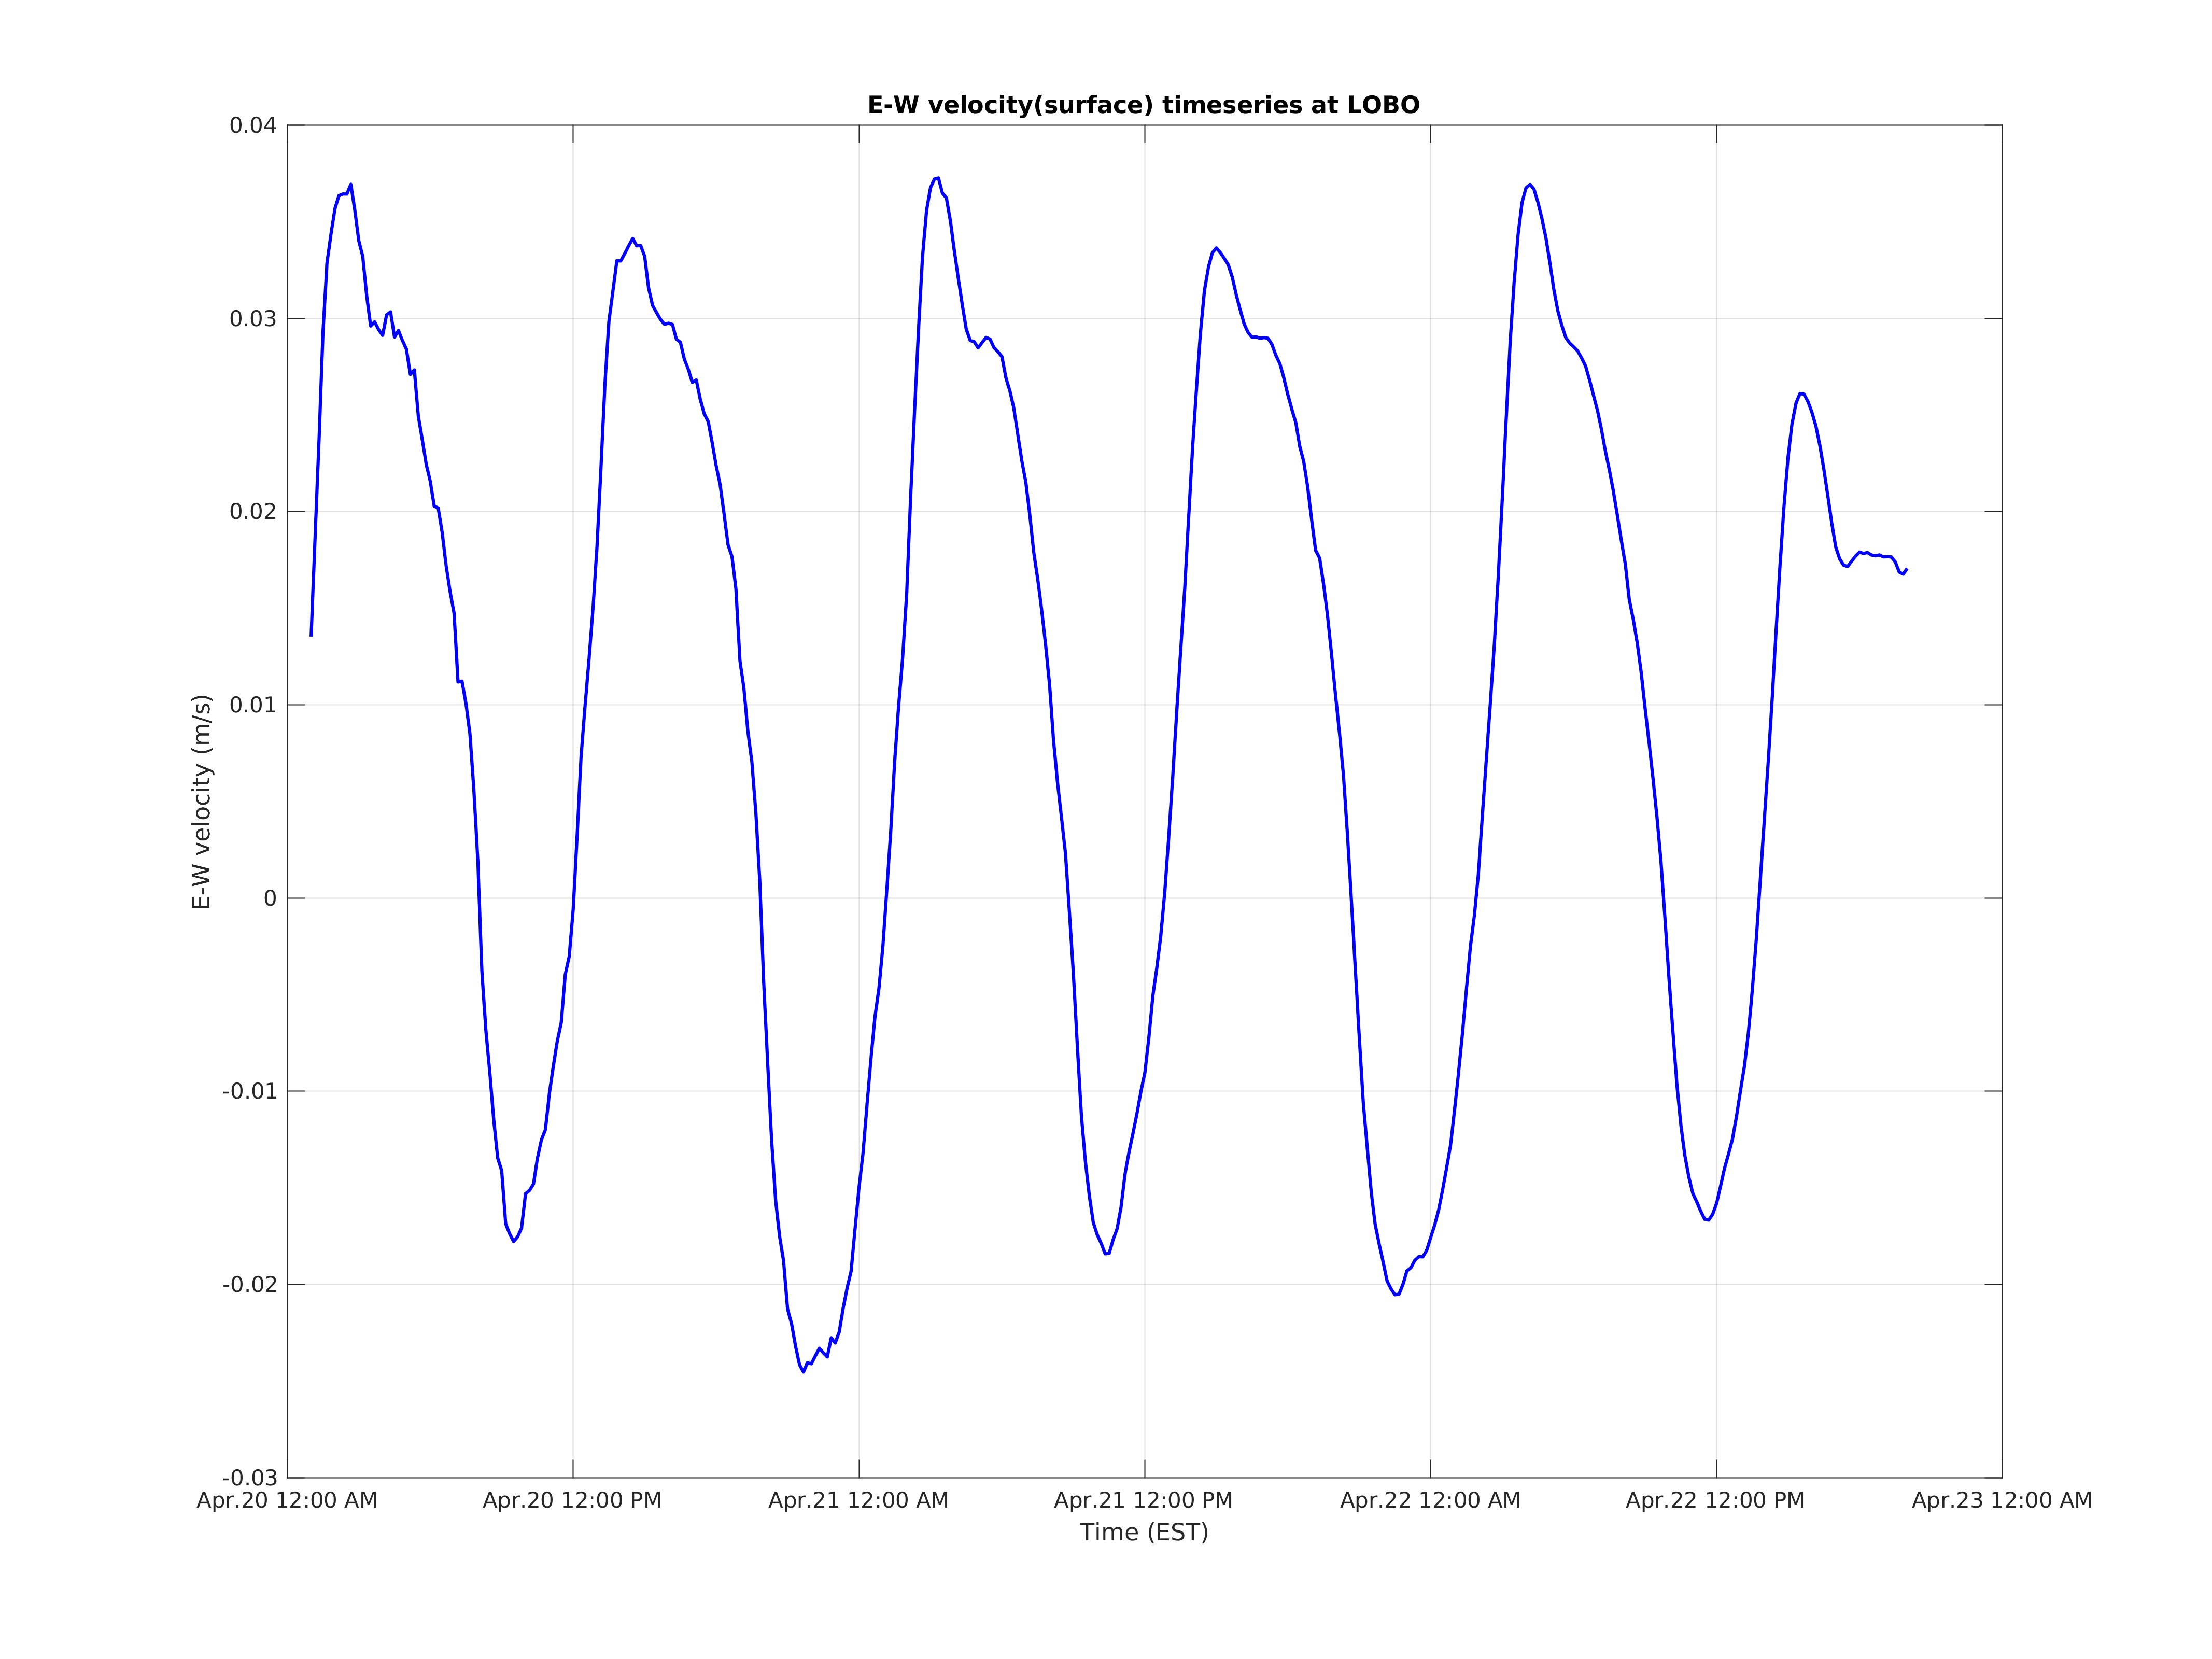 E-W velocity(surface) timeseries at LOBO
0.04
0.03
0.02
0.01
0
-0.01
-0.02
-0.03
E-W velocity (m/s)
Apr.20 12:00 AM Apr.20 12:00 PM Apr.21 12:00 AM Apr.21 12:00 PM Apr.22 12:00 AM Apr.22 12:00 PM Apr.23 12:00 AM
Time (EST)